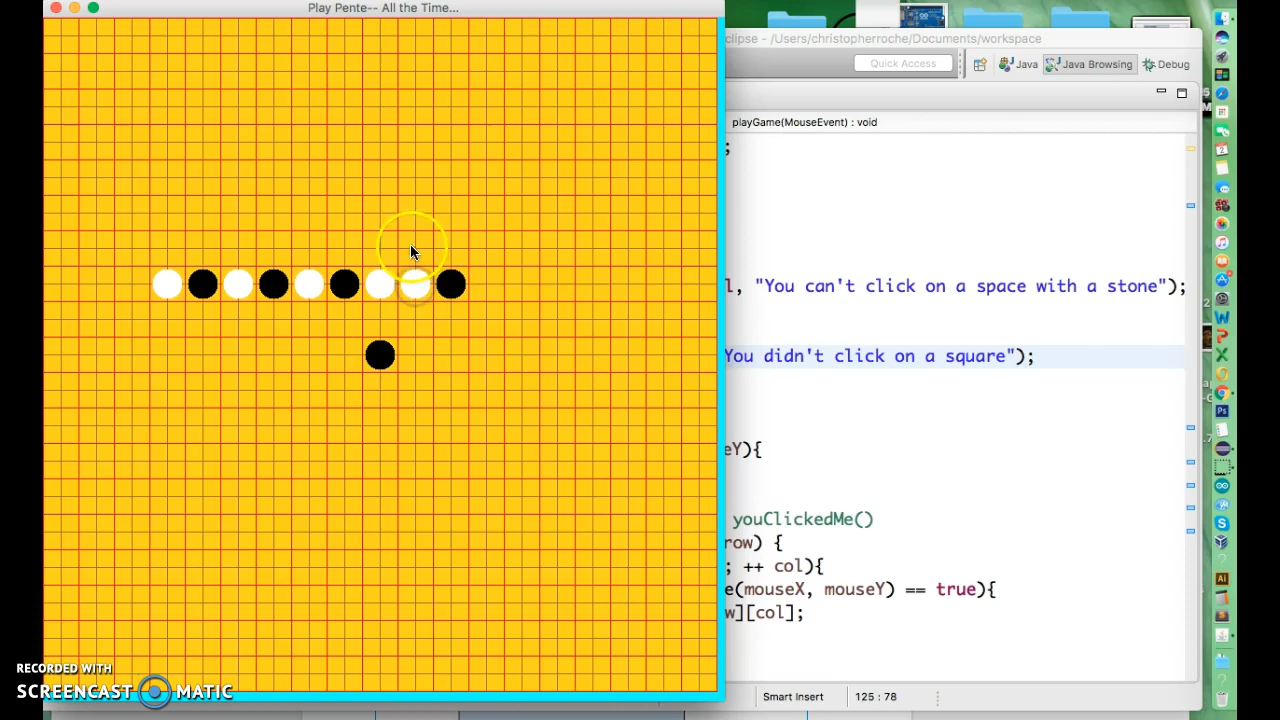 Play Pente-- All the Time...
clipse - /Users/christopherroche/Documents/workspace
Quick Access
Java
Java Browsing
Debug
playGame(MouseEvent) : void
;
l, "You can't click on a space with a stone");
You didn't click on a square");
eY){
youClickedMe()
row) {
; ++ col){
e(mouseX, mouseY) == true){
w][col];
Smart Insert
125 : 78
RECORDED WITH
SCREENCAST MATIC